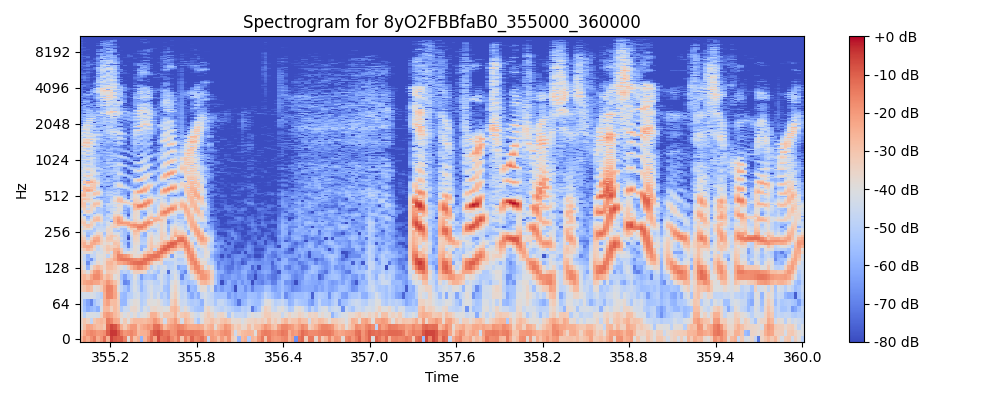 Spectrogram for 8yO2FBBfaB0_355000_360000
8192
4096
2048
1024
512
256
128
64
0
Hz
355.2
355.8
356.4
357.0
357.6
358.2
358.8
359.4
360.0
Time
+0 dB
-10 dB
-20 dB
-30 dB
-40 dB
-50 dB
-60 dB
-70 dB
-80 dB